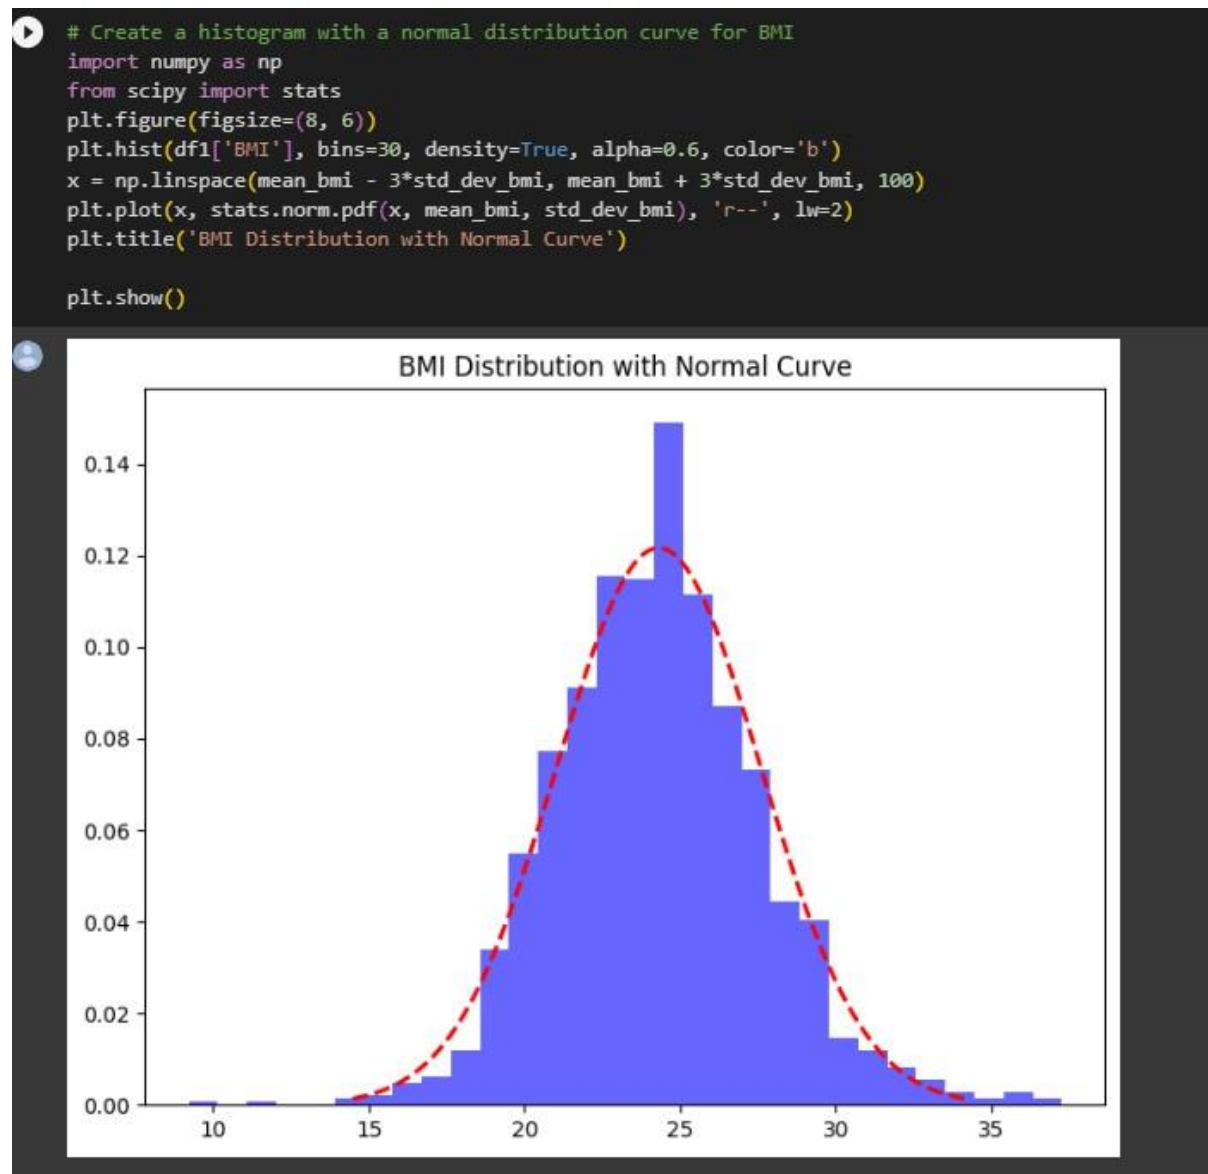 # Create a histogram with a normal distribution curve for BMI
import numpy as np
from scipy import stats
plt.figure(figsize=(8, 6))
plt.hist(df1['BMI'], bins=30, density=True, alpha=0.6, color='b')
x = np.linspace(mean_bmi - 3*std_dev_bmi, mean_bmi + 3*std_dev_bmi, 100)
plt.plot(x, stats.norm.pdf(x, mean_bmi, std_dev_bmi), 'r--', lw=2)
plt.title('BMI Distribution with Normal Curve')
plt.show()
BMI Distribution with Normal Curve
0.14
0.12
0.10
0.08
0.06
0.04
0.02
0.00
10 15 20 25 30 35